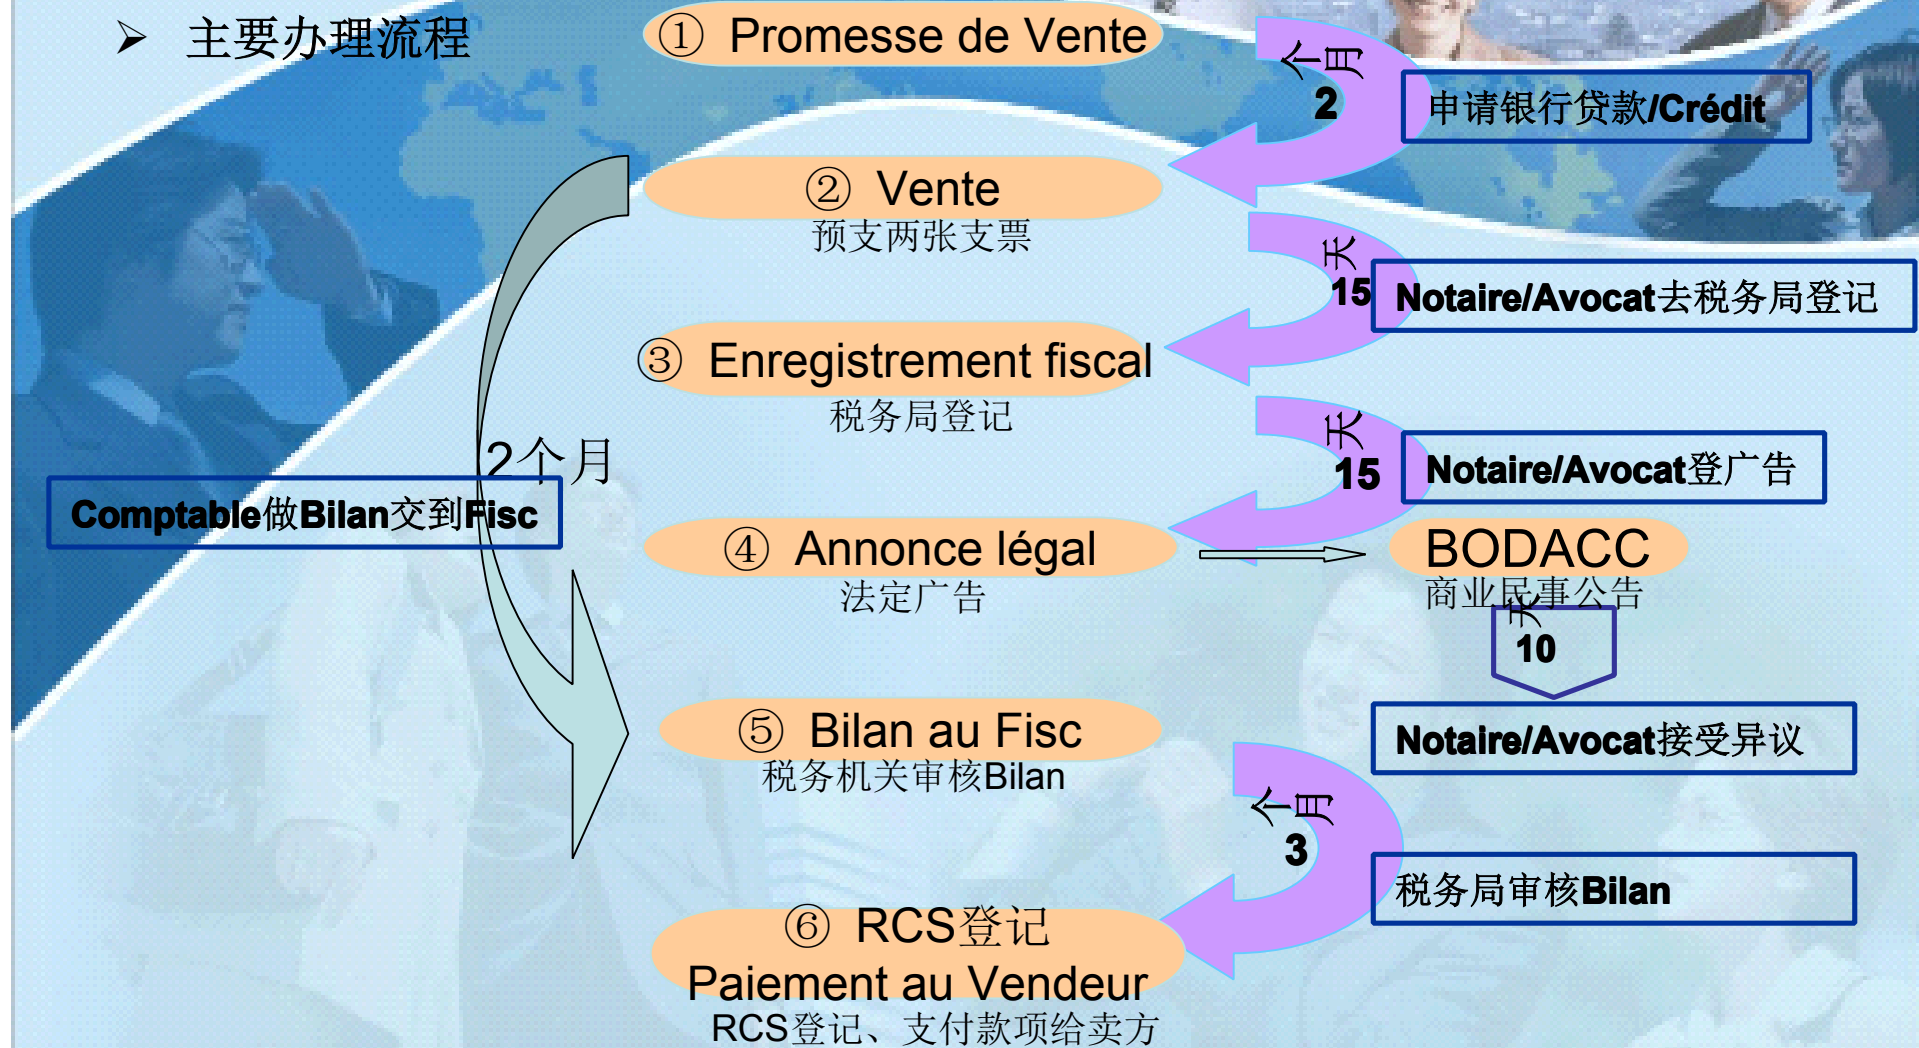 ➢ 主要办理流程
① Promesse de Vente
个月
2
申请银行贷款/Crédit
② Vente
预支两张支票
天
15
Notaire/Avocat去税务局登记
③ Enregistrement fiscal
税务局登记
天
15
Notaire/Avocat登广告
2个月
Comptable做Bilan交到Fisc
④ Annonce légal
法定广告
BODACC
商业民事公告
天
10
Notaire/Avocat接受异议
⑤ Bilan au Fisc
税务机关审核Bilan
个月
3
税务局审核Bilan
⑥ RCS登记
Paiement au Vendeur
RCS登记、支付款项给卖方